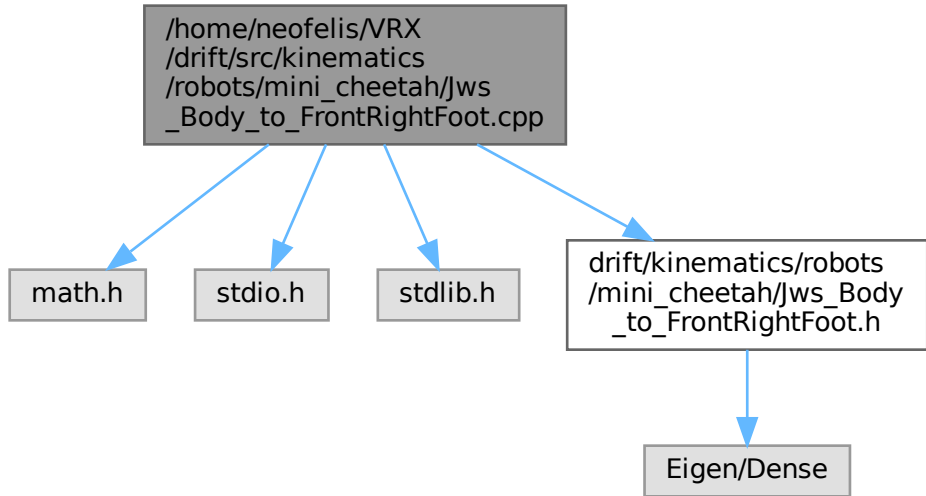 /home/neofelis/VRX
/drift/src/kinematics
/robots/mini_cheetah/Jws
_Body_to_FrontRightFoot.cpp
math.h
stdio.h
stdlib.h
drift/kinematics/robots
/mini_cheetah/Jws_Body
_to_FrontRightFoot.h
Eigen/Dense